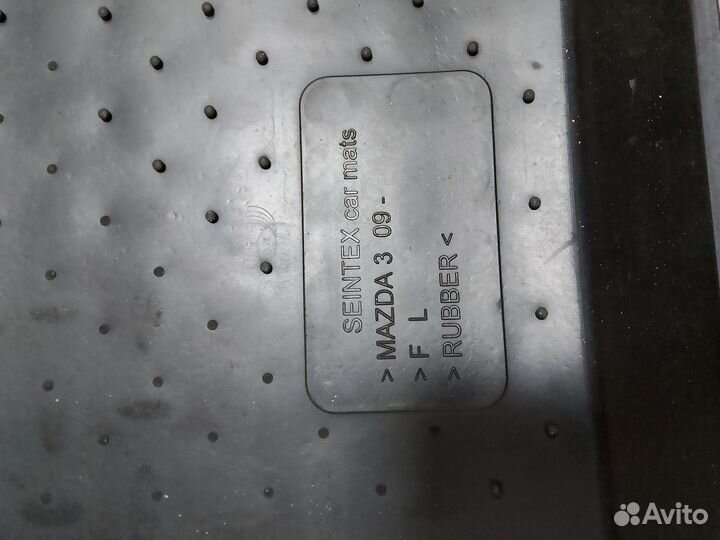 SEINTEX car mats
> MAZDA 3 09 -
> F L
> RUBBER <
Avito